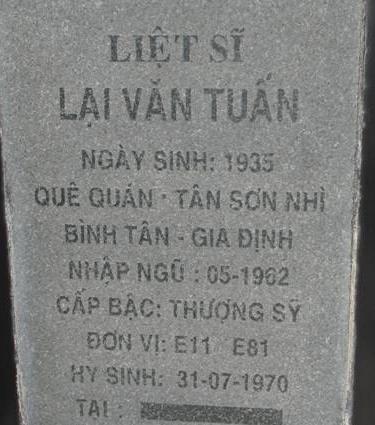 LIỆT SĨ
LẠI VĂN TUẤN
NGÀY SINH: 1935
QUÊ QUÁN - TÂN SƠN NHÌ
BÌNH TÂN - GIA ĐỊNH
NHẬP NGŨ : 05-1962
CẤP BẬC: THƯỢNG SỸ
ĐƠN VỊ: E11 E81
HY SINH: 31-07-1970
TẠI :